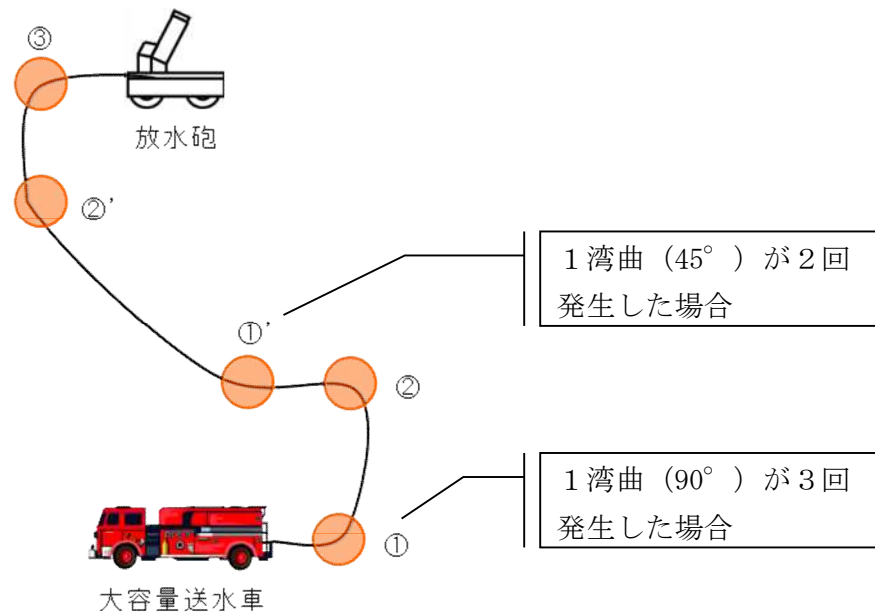 ③
放水砲
②'
１湾曲（45°）が２回
発生した場合
①'
②
１湾曲（90°）が３回
発生した場合
①
大容量送水車